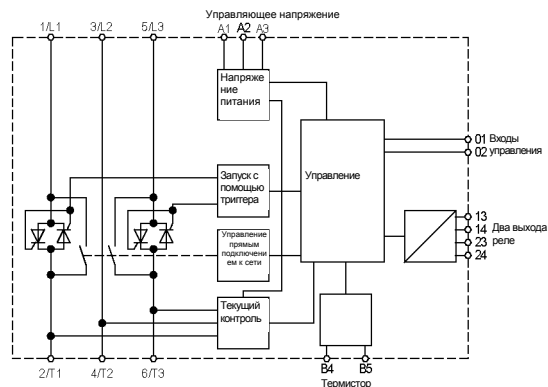 Управляющее напряжение
1/L1 3/L2 5/L3 A1 A2 A3
Напряже
ние
питания
01 Входы
02 управления
Запуск с
помощью
триггера
Управление
13
14 Два выхода
23 реле
24
Управление
прямым
подключени
ем к сети
Текущий
контроль
B4 B5
2/T1 4/T2 6/T3
Термистор